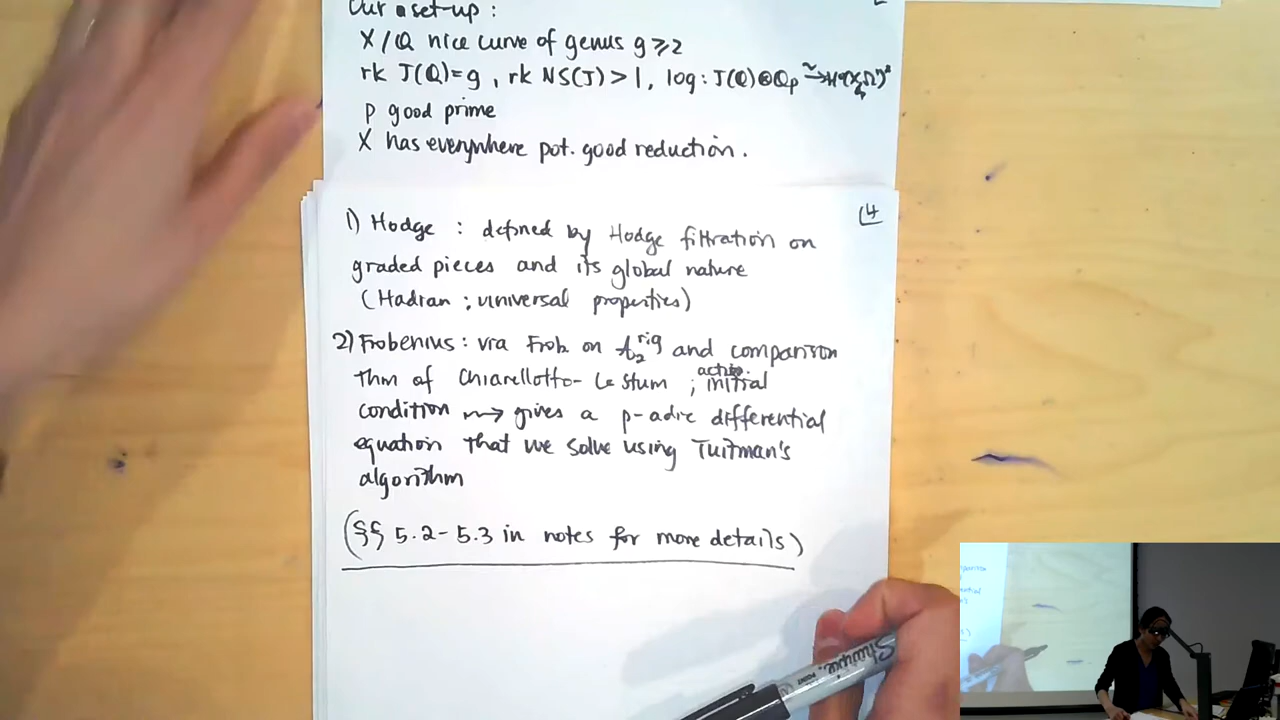 Our set-up :
X/Q nice curve of genus g ≥ 2
rk J(Q) = g , rk NS(J) > 1 , log : J(Q)⊗Qp ⥲ H⁰(X, Ω¹)*
p good prime
X has everywhere pot. good reduction .
14
1) Hodge : defined by Hodge filtration on
graded pieces and its global nature
(Hadian ; universal properties)
2) Frobenius : via Frob. on A₂^rig and comparison
thm of Chiarellotto - Le Stum ; initial
condition ⇝ gives a p-adic differential
equation that we solve using Tuitman's
algorithm
(§§ 5.2 - 5.3 in notes for more details)
Sharpie
POINT